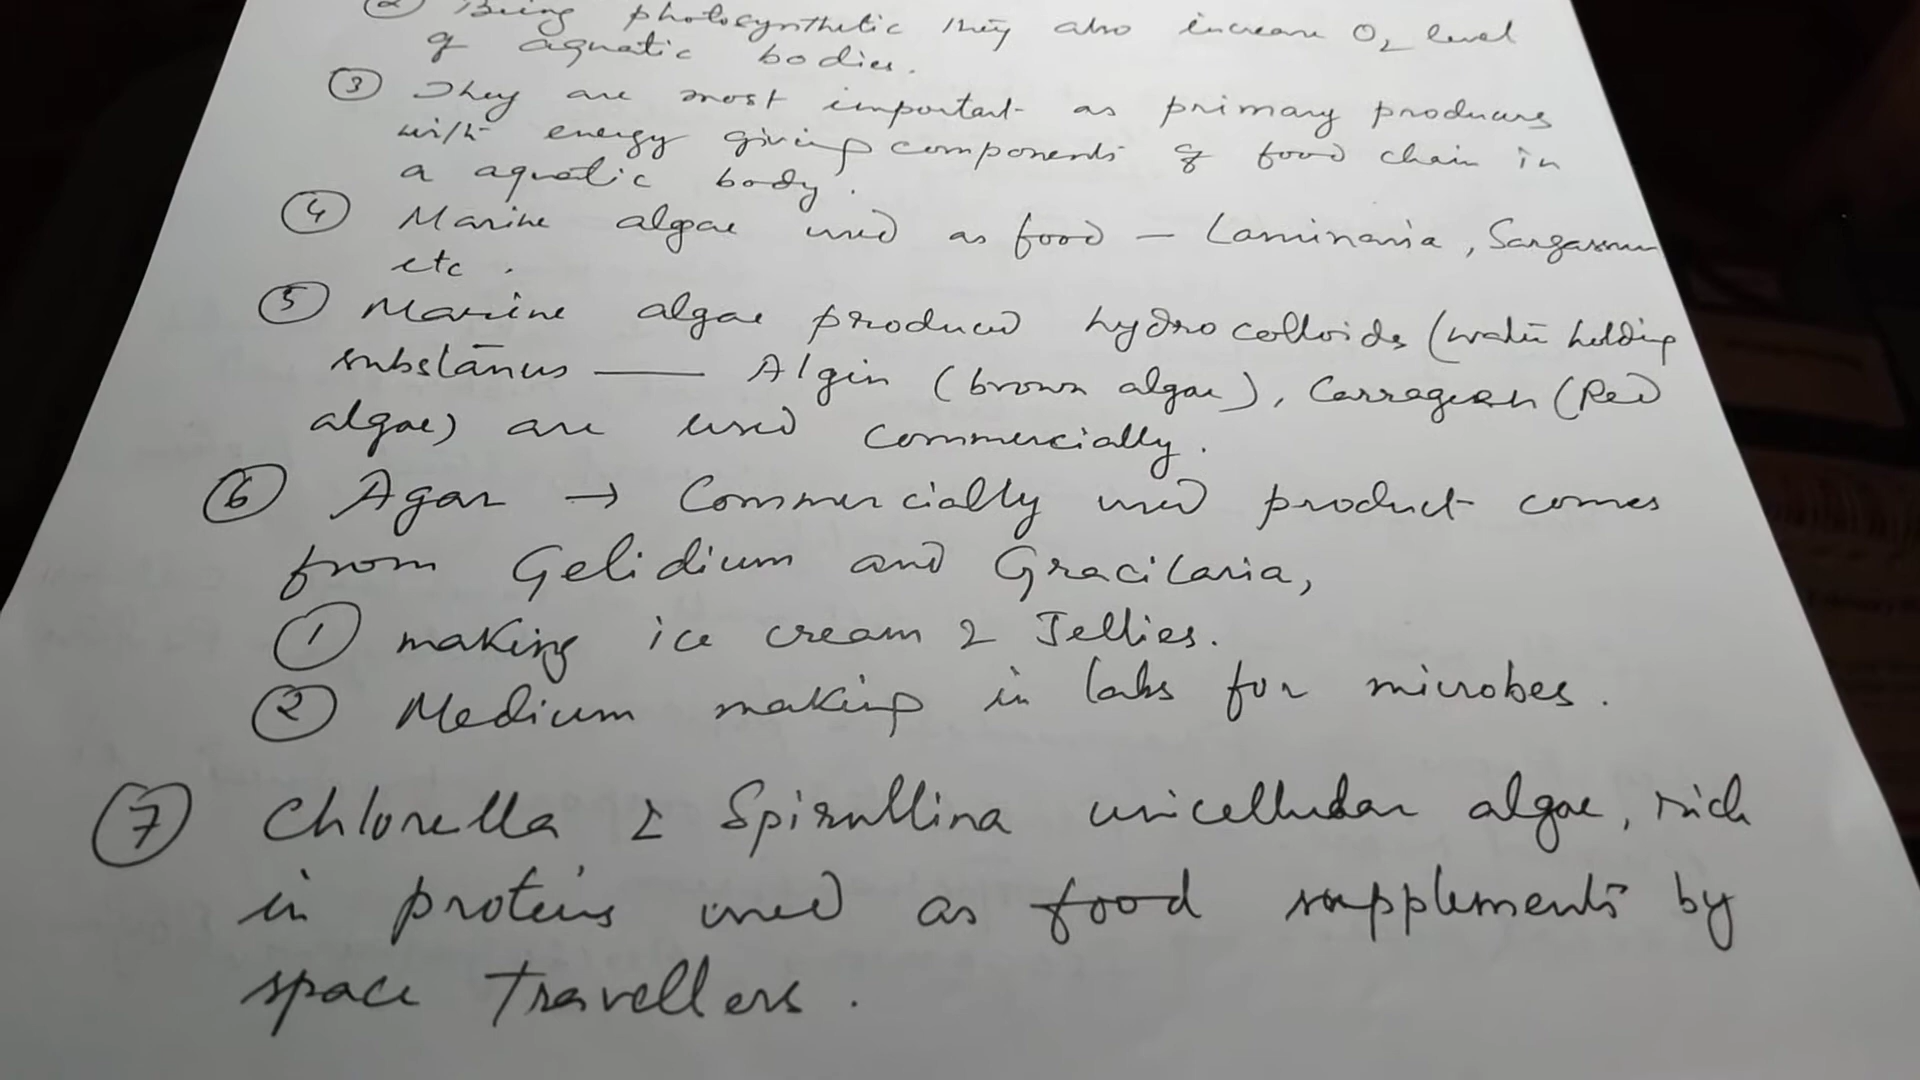 ② Being photosynthetic they also increase O₂ level
of aquatic bodies.
③ They are most important as primary producers
with energy giving components of food chain in
a aquatic body.
④ Marine algae used as food - Laminaria, Sargassum
etc.
⑤ Marine algae produced hydrocolloids (water holding
substances — Algin (brown algae), Carragean (Red
algae) are used commercially.
⑥ Agar → Commercially used product comes
from Gelidium and Gracilaria,
① making ice cream & Jellies.
② Medium making in labs for microbes.
⑦ Chlorella & Spirullina unicellular algae, rich
in proteins used as food supplements by
space Travellers.